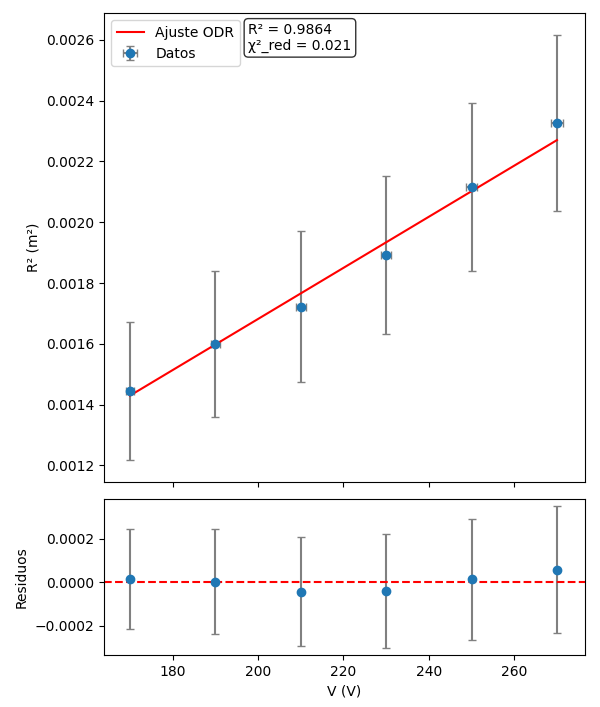 Ajuste ODR
Datos
R² = 0.9864
χ²_red = 0.021
0.0026
0.0024
0.0022
0.0020
0.0018
0.0016
0.0014
0.0012
R² (m²)
0.0002
0.0000
−0.0002
Residuos
180
200
220
240
260
V (V)